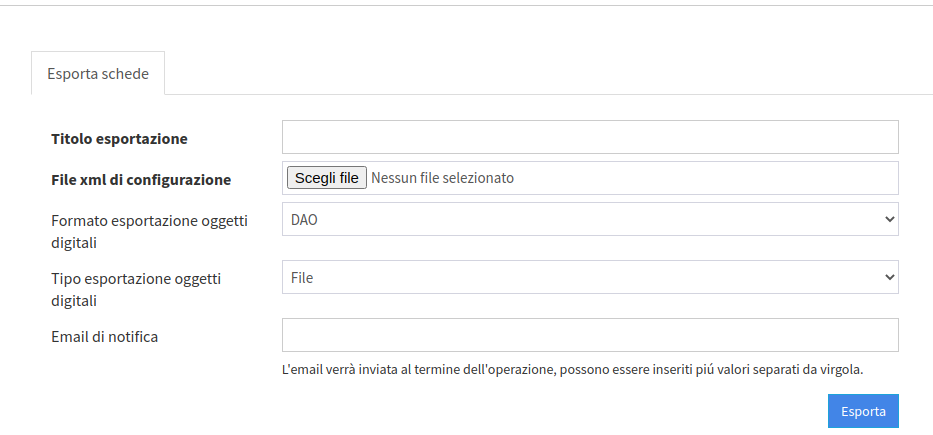 Esporta schede
Titolo esportazione
File xml di configurazione
Scegli file Nessun file selezionato
Formato esportazione oggetti
digitali
DAO
Tipo esportazione oggetti
digitali
File
Email di notifica
L'email verrà inviata al termine dell'operazione, possono essere inseriti piú valori separati da virgola.
Esporta